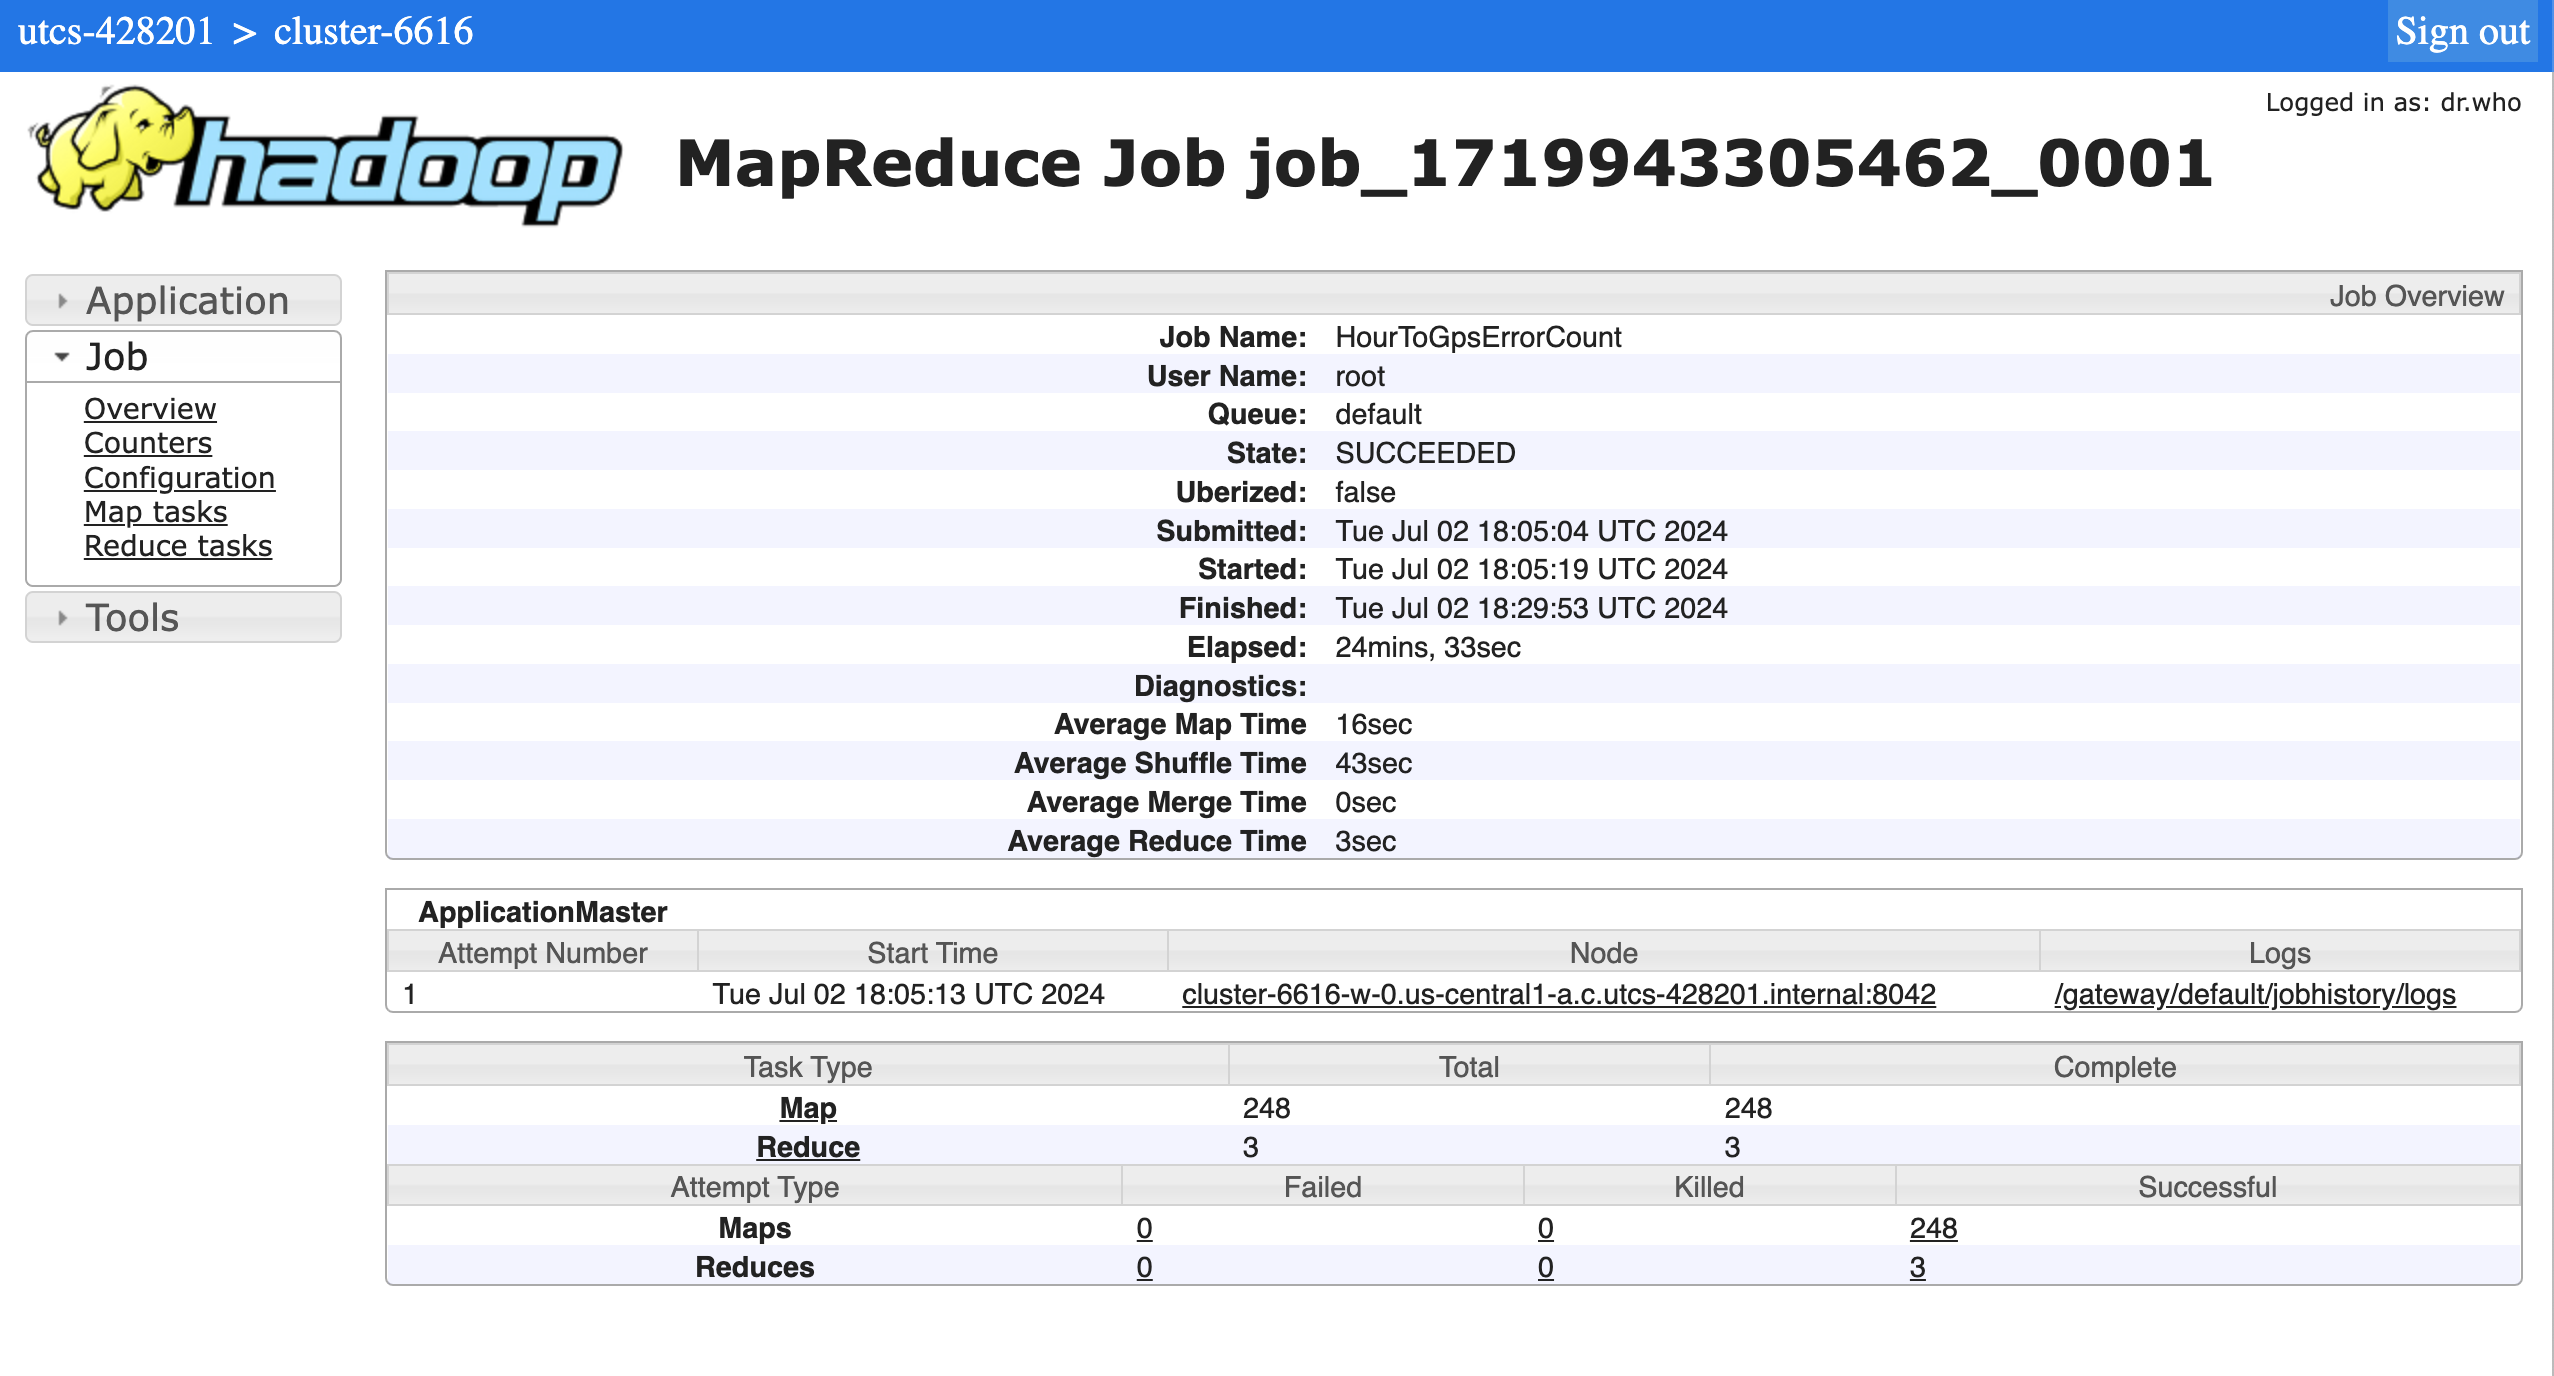 utcs-428201 > cluster-6616
Sign out
Logged in as: dr.who
hadoop
MapReduce Job job_1719943305462_0001
Application
Job
Overview
Counters
Configuration
Map tasks
Reduce tasks
Tools
Job Overview
Job Name: HourToGpsErrorCount
User Name: root
Queue: default
State: SUCCEEDED
Uberized: false
Submitted: Tue Jul 02 18:05:04 UTC 2024
Started: Tue Jul 02 18:05:19 UTC 2024
Finished: Tue Jul 02 18:29:53 UTC 2024
Elapsed: 24mins, 33sec
Diagnostics:
Average Map Time 16sec
Average Shuffle Time 43sec
Average Merge Time 0sec
Average Reduce Time 3sec
ApplicationMaster
Attempt Number Start Time Node Logs
1 Tue Jul 02 18:05:13 UTC 2024 cluster-6616-w-0.us-central1-a.c.utcs-428201.internal:8042 /gateway/default/jobhistory/logs
Task Type Total Complete
Map 248 248
Reduce 3 3
Attempt Type Failed Killed Successful
Maps 0 0 248
Reduces 0 0 3